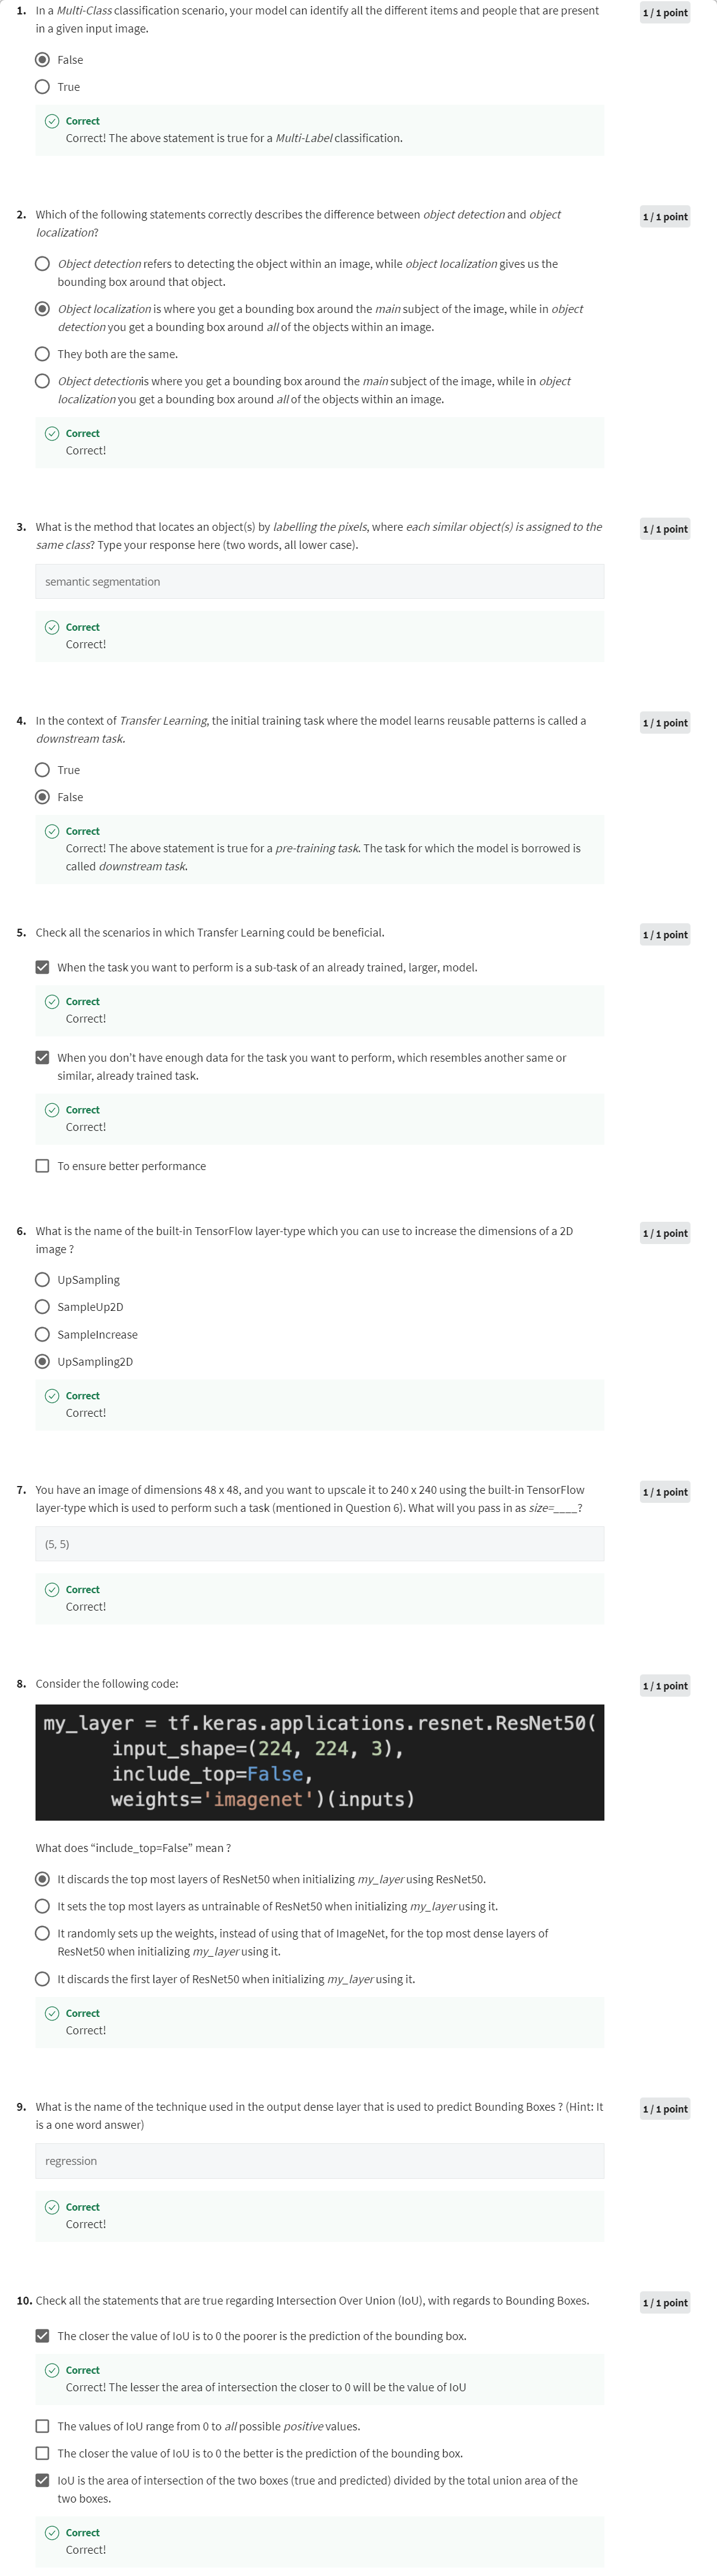 1. In a Multi-Class classification scenario, your model can identify all the different items and people that are present
in a given input image.
1 / 1 point
False
True
Correct
Correct! The above statement is true for a Multi-Label classification.
2. Which of the following statements correctly describes the difference between object detection and object
localization?
1 / 1 point
Object detection refers to detecting the object within an image, while object localization gives us the
bounding box around that object.
Object localization is where you get a bounding box around the main subject of the image, while in object
detection you get a bounding box around all of the objects within an image.
They both are the same.
Object detectionis where you get a bounding box around the main subject of the image, while in object
localization you get a bounding box around all of the objects within an image.
Correct
Correct!
3. What is the method that locates an object(s) by labelling the pixels, where each similar object(s) is assigned to the
same class? Type your response here (two words, all lower case).
1 / 1 point
semantic segmentation
Correct
Correct!
4. In the context of Transfer Learning, the initial training task where the model learns reusable patterns is called a
downstream task.
1 / 1 point
True
False
Correct
Correct! The above statement is true for a pre-training task. The task for which the model is borrowed is
called downstream task.
5. Check all the scenarios in which Transfer Learning could be beneficial.
1 / 1 point
When the task you want to perform is a sub-task of an already trained, larger, model.
Correct
Correct!
When you don't have enough data for the task you want to perform, which resembles another same or
similar, already trained task.
Correct
Correct!
To ensure better performance
6. What is the name of the built-in TensorFlow layer-type which you can use to increase the dimensions of a 2D
image ?
1 / 1 point
UpSampling
SampleUp2D
SampleIncrease
UpSampling2D
Correct
Correct!
7. You have an image of dimensions 48 x 48, and you want to upscale it to 240 x 240 using the built-in TensorFlow
layer-type which is used to perform such a task (mentioned in Question 6). What will you pass in as size=____?
1 / 1 point
(5, 5)
Correct
Correct!
8. Consider the following code:
1 / 1 point
my_layer = tf.keras.applications.resnet.ResNet50(
input_shape=(224, 224, 3),
include_top=False,
weights='imagenet')(inputs)
What does “include_top=False” mean ?
It discards the top most layers of ResNet50 when initializing my_layer using ResNet50.
It sets the top most layers as untrainable of ResNet50 when initializing my_layer using it.
It randomly sets up the weights, instead of using that of ImageNet, for the top most dense layers of
ResNet50 when initializing my_layer using it.
It discards the first layer of ResNet50 when initializing my_layer using it.
Correct
Correct!
9. What is the name of the technique used in the output dense layer that is used to predict Bounding Boxes ? (Hint: It
is a one word answer)
1 / 1 point
regression
Correct
Correct!
10. Check all the statements that are true regarding Intersection Over Union (IoU), with regards to Bounding Boxes.
1 / 1 point
The closer the value of IoU is to 0 the poorer is the prediction of the bounding box.
Correct
Correct! The lesser the area of intersection the closer to 0 will be the value of IoU
The values of IoU range from 0 to all possible positive values.
The closer the value of IoU is to 0 the better is the prediction of the bounding box.
IoU is the area of intersection of the two boxes (true and predicted) divided by the total union area of the
two boxes.
Correct
Correct!